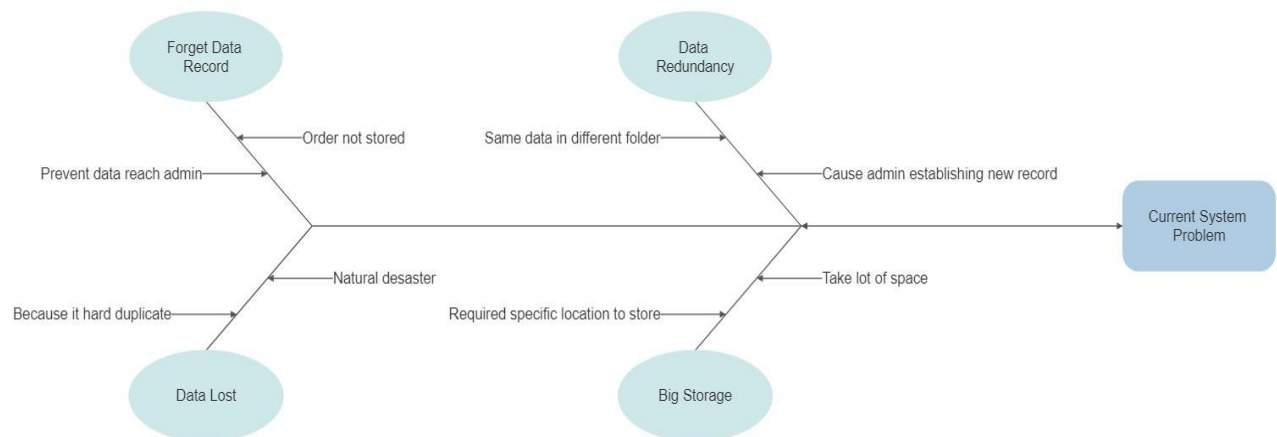 Forget Data
Record
Data
Redundancy
Order not stored
Same data in different folder
Prevent data reach admin
Cause admin establishing new record
Current System
Problem
Natural desaster
Take lot of space
Because it hard duplicate
Required specific location to store
Data Lost
Big Storage